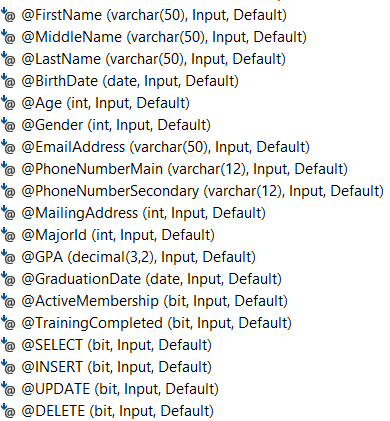 @FirstName (varchar(50), Input, Default)
@MiddleName (varchar(50), Input, Default)
@LastName (varchar(50), Input, Default)
@BirthDate (date, Input, Default)
@Age (int, Input, Default)
@Gender (int, Input, Default)
@EmailAddress (varchar(50), Input, Default)
@PhoneNumberMain (varchar(12), Input, Default)
@PhoneNumberSecondary (varchar(12), Input, Default)
@MailingAddress (int, Input, Default)
@MajorId (int, Input, Default)
@GPA (decimal(3,2), Input, Default)
@GraduationDate (date, Input, Default)
@ActiveMembership (bit, Input, Default)
@TrainingCompleted (bit, Input, Default)
@SELECT (bit, Input, Default)
@INSERT (bit, Input, Default)
@UPDATE (bit, Input, Default)
@DELETE (bit, Input, Default)